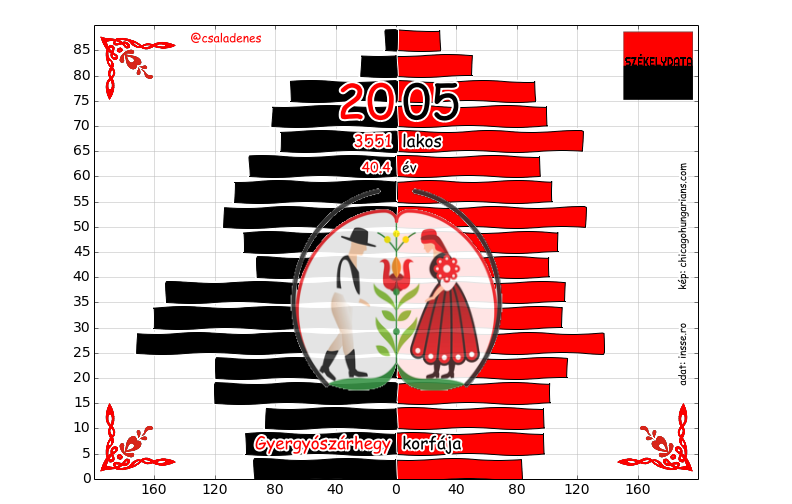 @csaladenes
SZÉKELYDATA
2005
3551 lakos
40.4 év
kép: chicagohungarians.com
adat: insse.ro
Gyergyószárhegy korfája
85
80
75
70
65
60
55
50
45
40
35
30
25
20
15
10
5
0
160 120 80 40 0 40 80 120 160